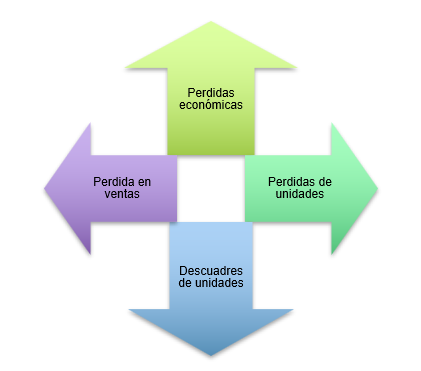 Perdidas
económicas
Perdida en
ventas
Perdidas de
unidades
Descuadres
de unidades